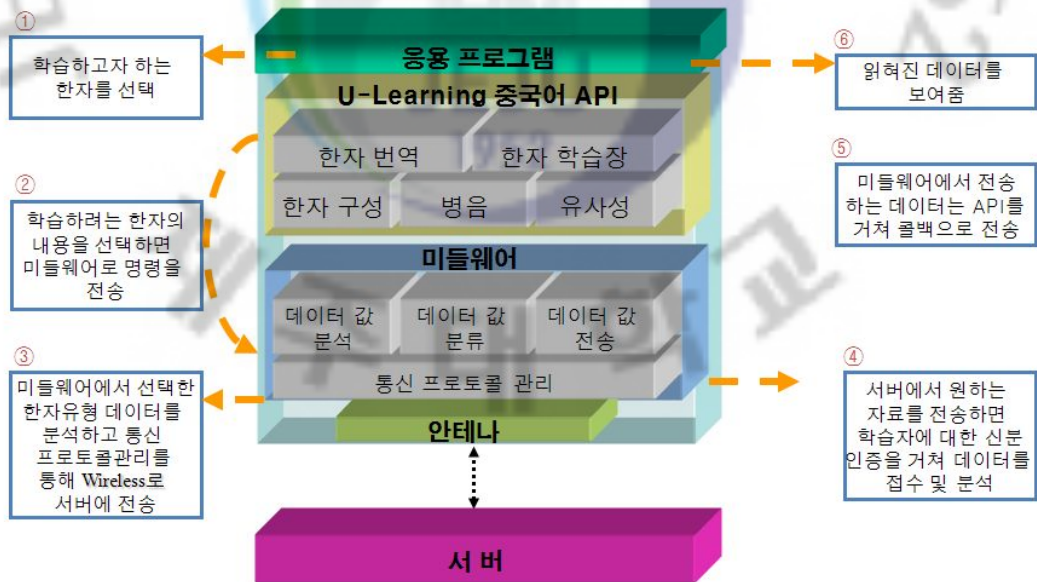 ①
학습하고자 하는
한자를 선택
②
학습하려는 한자의
내용을 선택하면
미들웨어로 명령을
전송
③
미들웨어에서 선택한
한자유형 데이터를
분석하고 통신
프로토콜관리를
통해 Wireless로
서버에 전송
응용 프로그램
U-Learning 중국어 API
1952
한자 번역
한자 학습장
한자 구성
병음
유사성
미들웨어
데이터 값
분석
데이터 값
분류
데이터 값
전송
통신 프로토콜 관리
안테나
서 버
⑥
읽혀진 데이터를
보여줌
⑤
미들웨어에서 전송
하는 데이터는 API를
거쳐 콜백으로 전송
④
서버에서 원하는
자료를 전송하면
학습자에 대한 신분
인증을 거쳐 데이터를
접수 및 분석
제주대학교